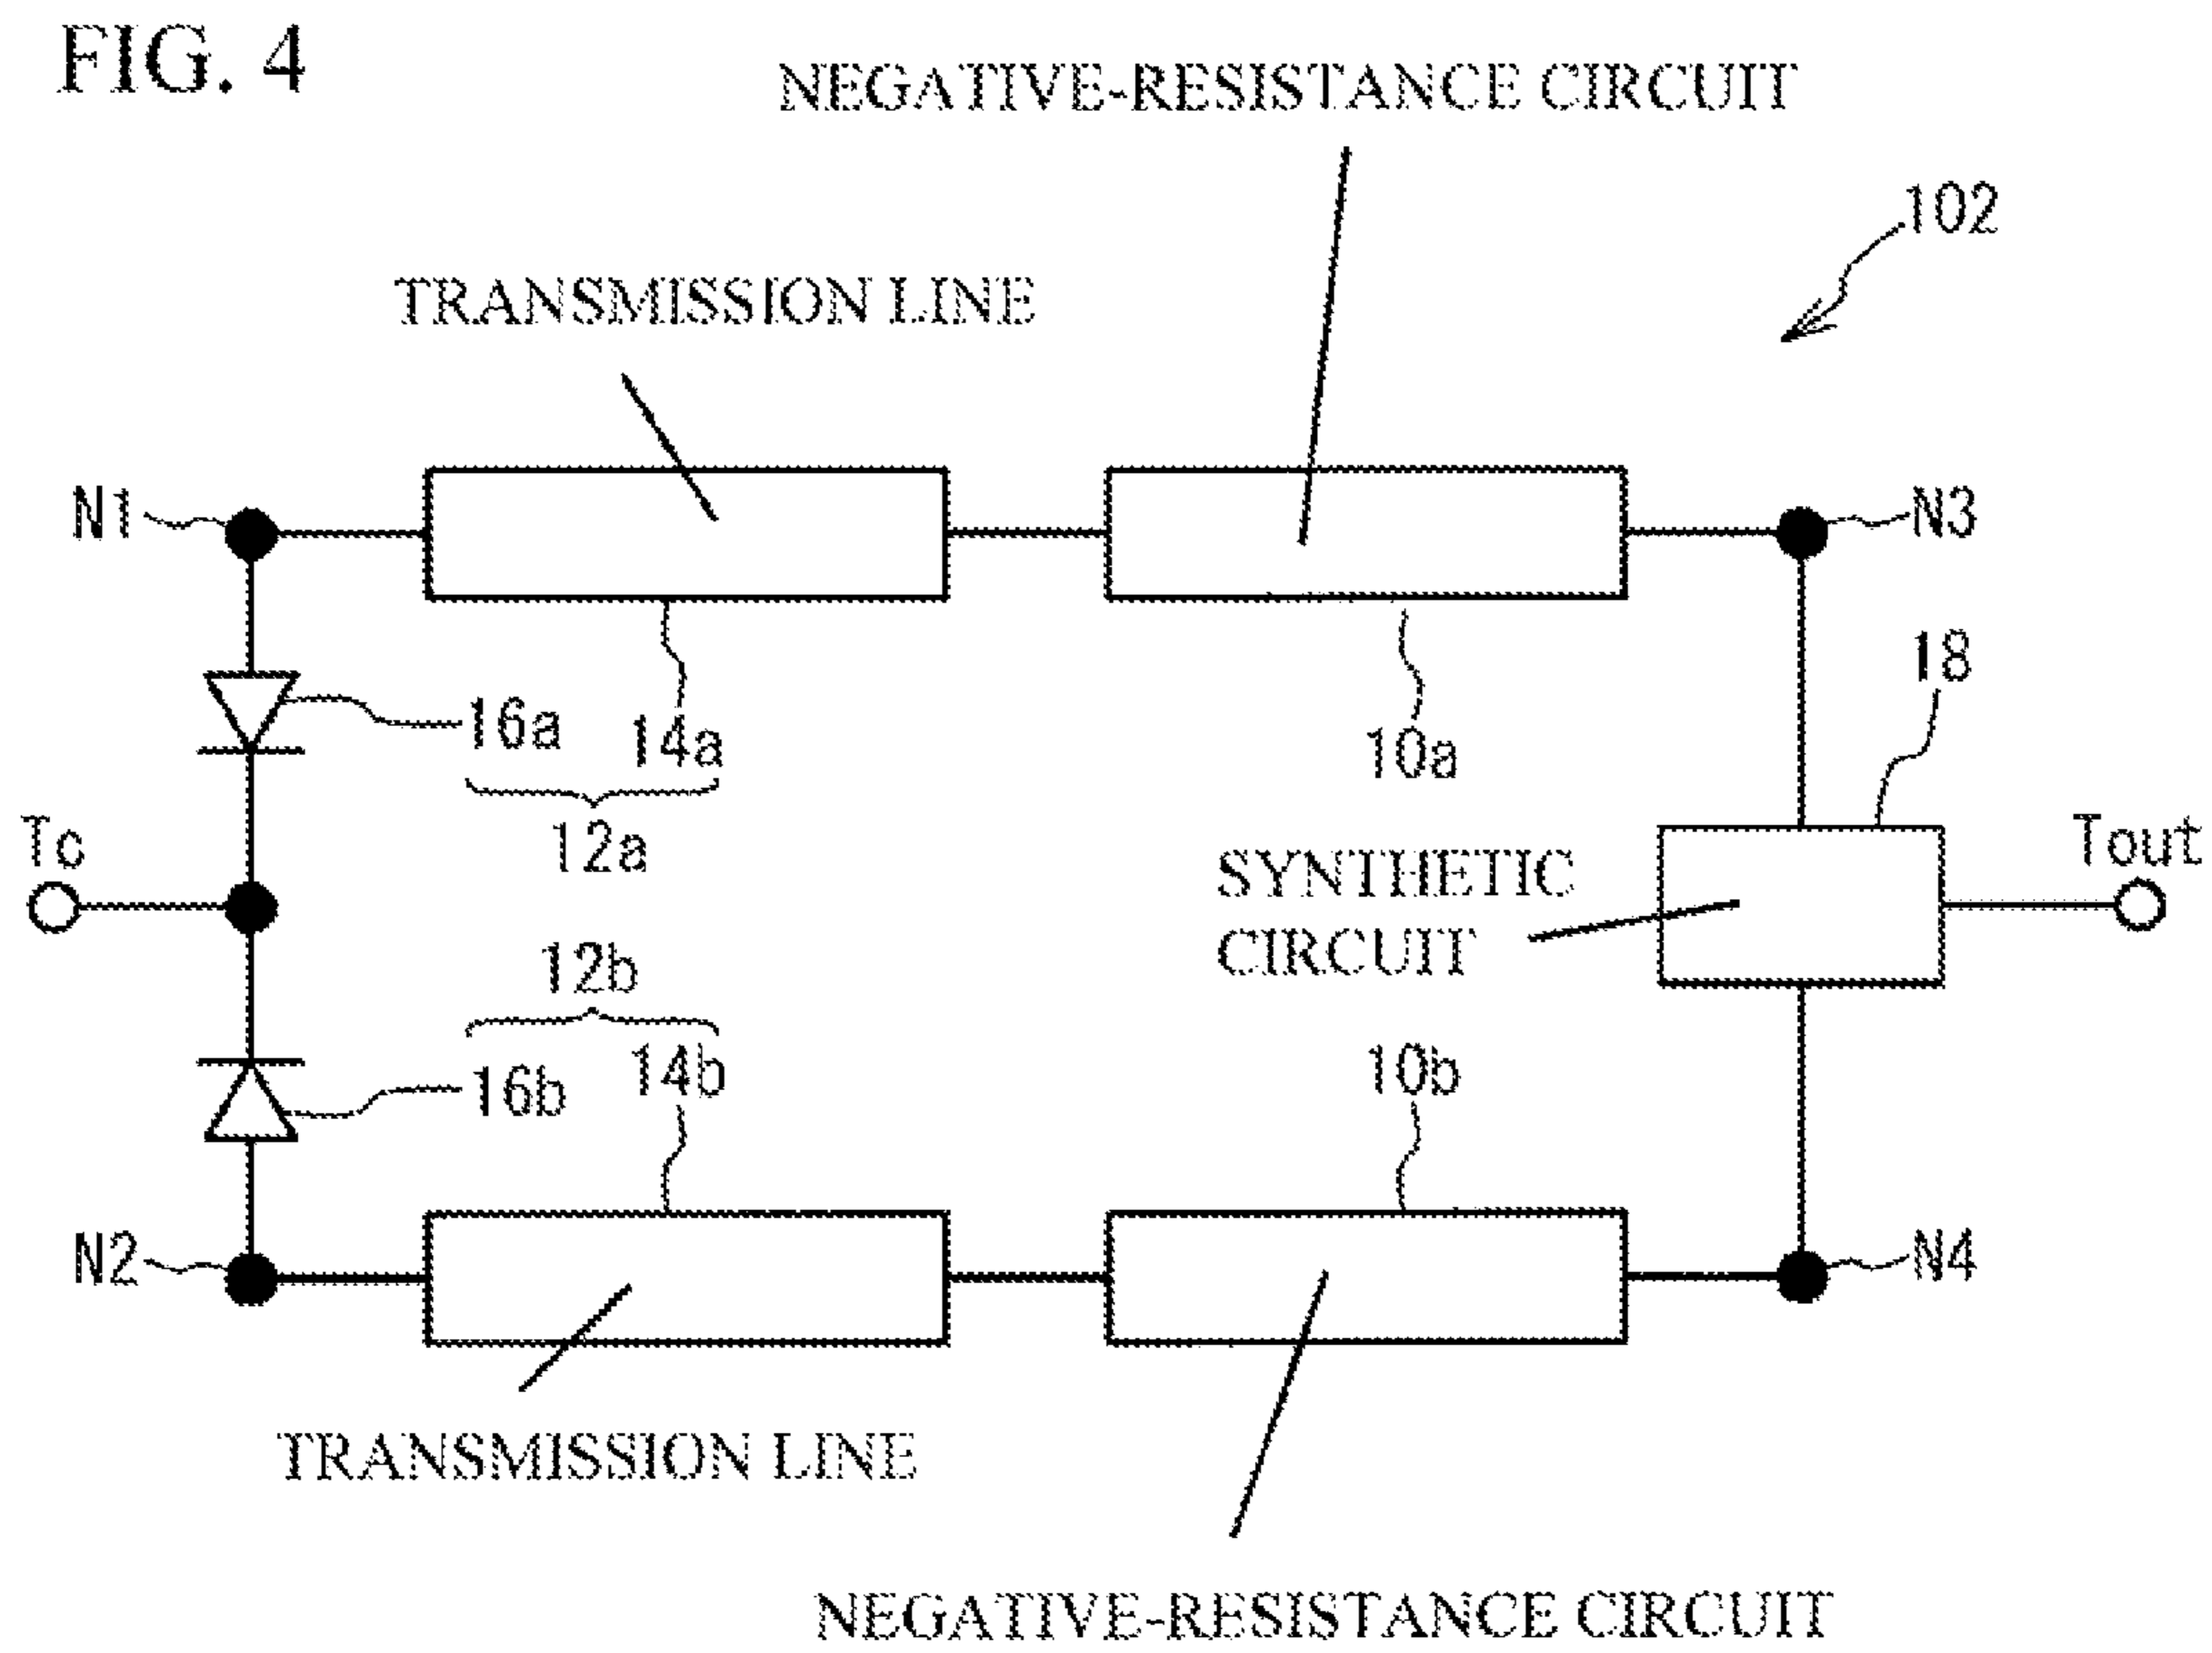 FIG. 4
NEGATIVE-RESISTANCE CIRCUIT
102
TRANSMISSION LINE
N1
N3
18
16a
14a
10a
12a
Tc
Tout
SYNTHETIC
CIRCUIT
12b
16b
14b
10b
N2
N4
TRANSMISSION LINE
NEGATIVE-RESISTANCE CIRCUIT